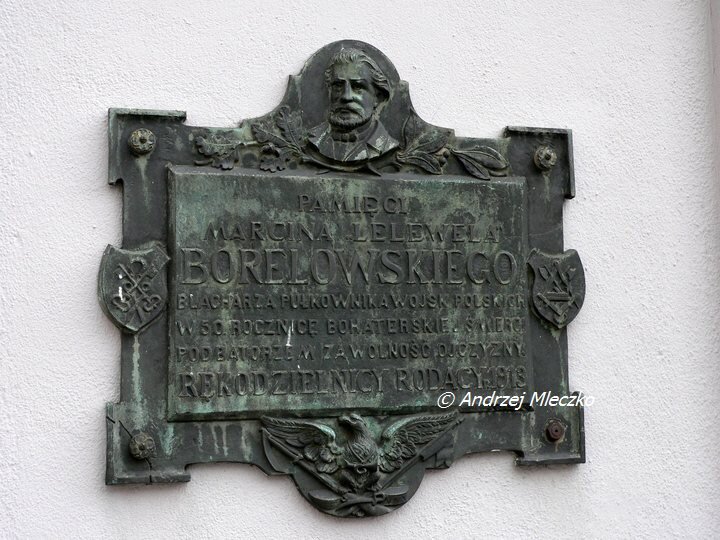 PAMIĘCI
MARCINA "LELEWELA"
BORELOWSKIEGO
BLACHARZA PUŁKOWNIKA WOJSK POLSKICH
W 50. ROCZNICĘ BOHATERSKIEJ ŚMIERCI
POD BATORZEM ZA WOLNOŚĆ OJCZYZNY.
RĘKODZIELNICY RODACY. 1913
© Andrzej Mleczko